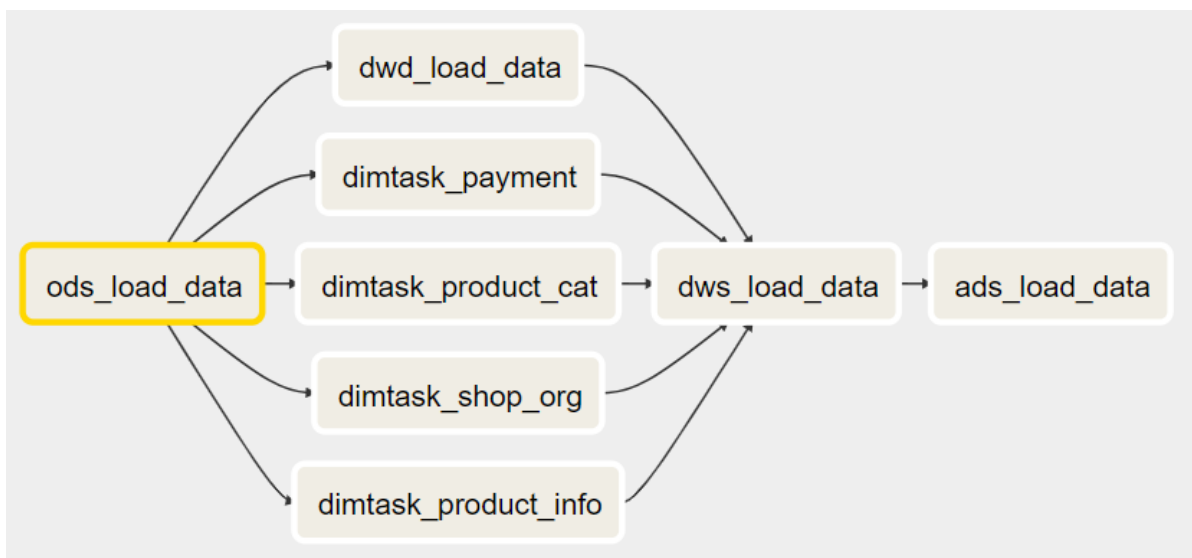 dwd_load_data
dimtask_payment
ods_load_data
dimtask_product_cat
dws_load_data
ads_load_data
dimtask_shop_org
dimtask_product_info